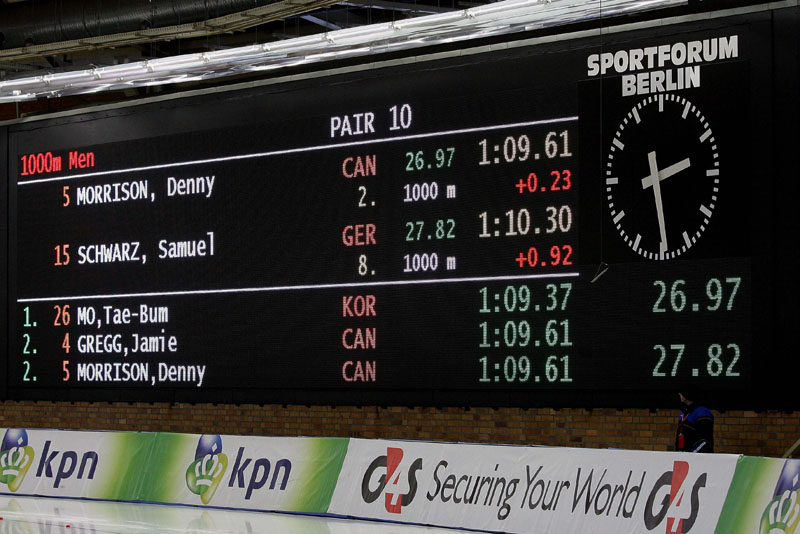 SPORTFORUM
BERLIN
PAIR 10
1000m Men
5 MORRISON, Denny CAN 26.97 1:09.61
2. 1000 m +0.23
15 SCHWARZ, Samuel GER 27.82 1:10.30
8. 1000 m +0.92
1. 26 MO,Tae-Bum KOR 1:09.37 26.97
2. 4 GREGG,Jamie CAN 1:09.61
2. 5 MORRISON,Denny CAN 1:09.61 27.82
kpn kpn G4S Securing Your World G4S